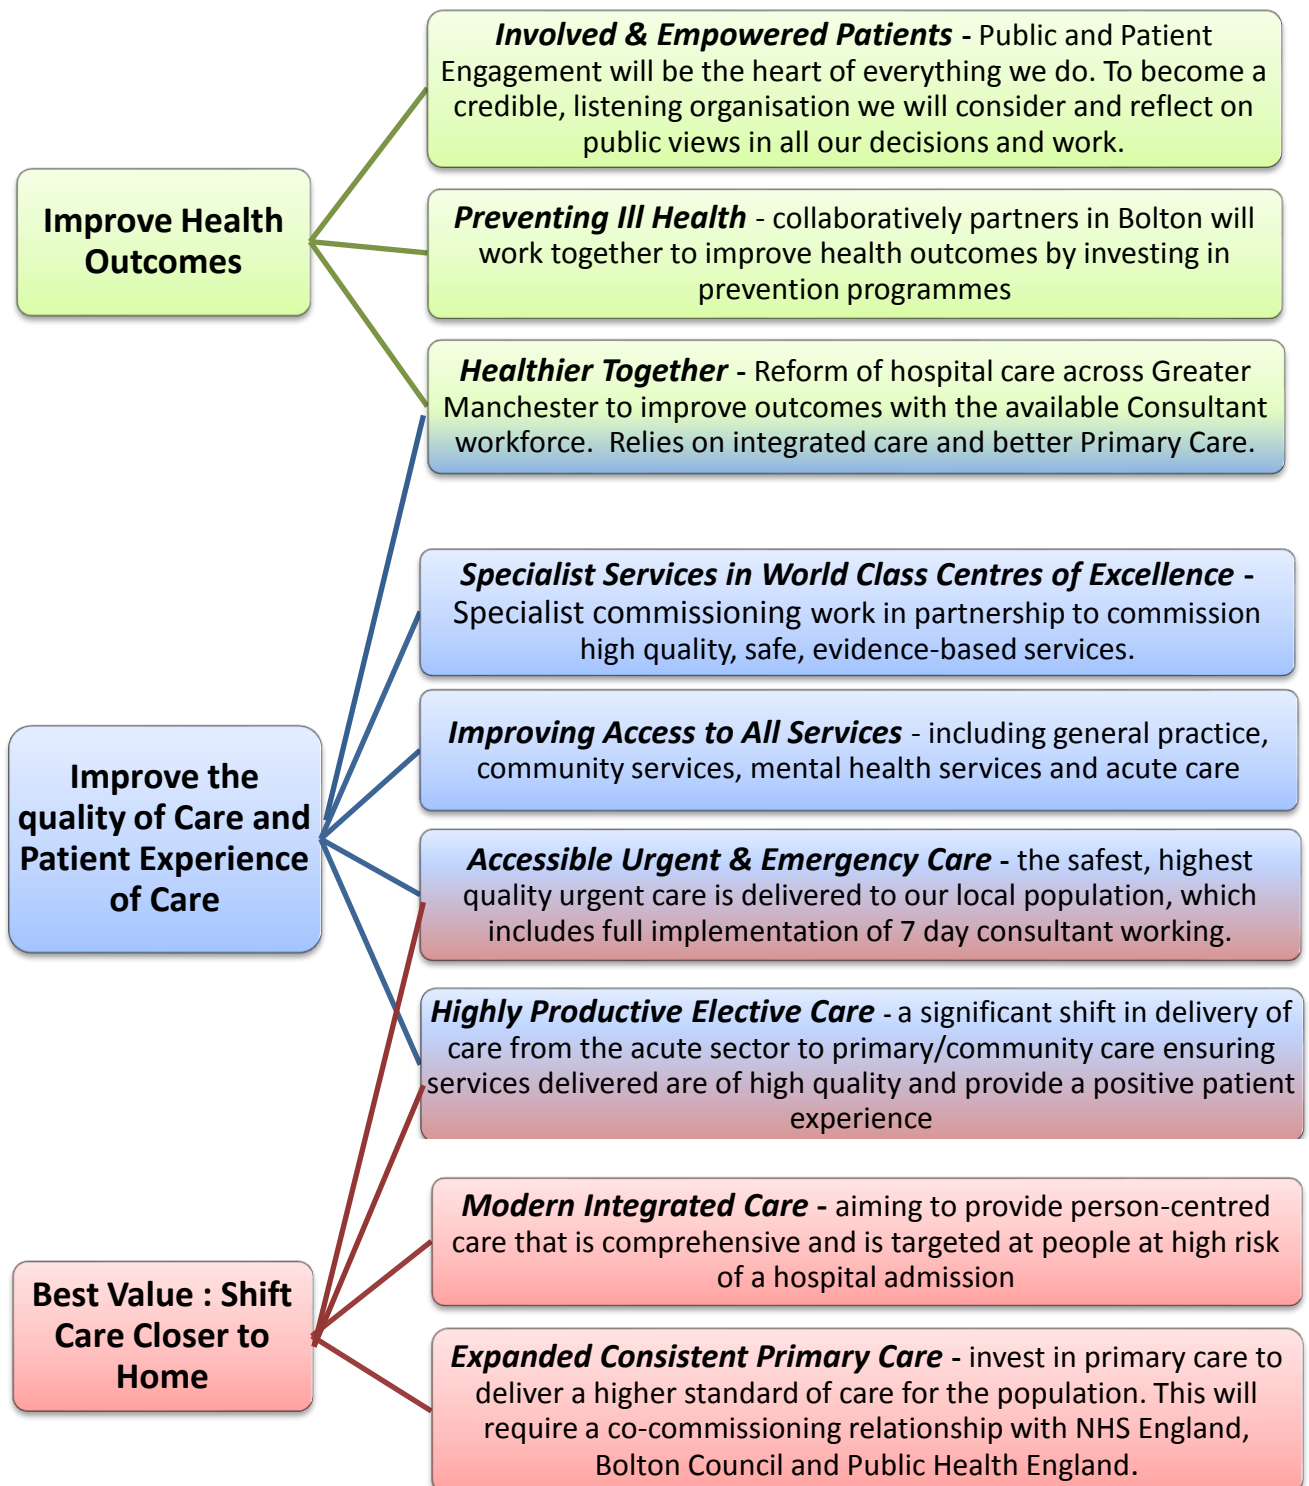 Involved & Empowered Patients - Public and Patient
Engagement will be the heart of everything we do. To become a
credible, listening organisation we will consider and reflect on
public views in all our decisions and work.
Improve Health
Outcomes
Preventing Ill Health - collaboratively partners in Bolton will
work together to improve health outcomes by investing in
prevention programmes
Healthier Together - Reform of hospital care across Greater
Manchester to improve outcomes with the available Consultant
workforce.  Relies on integrated care and better Primary Care.
Specialist Services in World Class Centres of Excellence -
Specialist commissioning work in partnership to commission
high quality, safe, evidence-based services.
Improve the
quality of Care and
Patient Experience
of Care
Improving Access to All Services - including general practice,
community services, mental health services and acute care
Accessible Urgent & Emergency Care - the safest, highest
quality urgent care is delivered to our local population, which
includes full implementation of 7 day consultant working.
Highly Productive Elective Care - a significant shift in delivery of
care from the acute sector to primary/community care ensuring
services delivered are of high quality and provide a positive patient
experience
Best Value : Shift
Care Closer to
Home
Modern Integrated Care - aiming to provide person-centred
care that is comprehensive and is targeted at people at high risk
of a hospital admission
Expanded Consistent Primary Care - invest in primary care to
deliver a higher standard of care for the population. This will
require a co-commissioning relationship with NHS England,
Bolton Council and Public Health England.